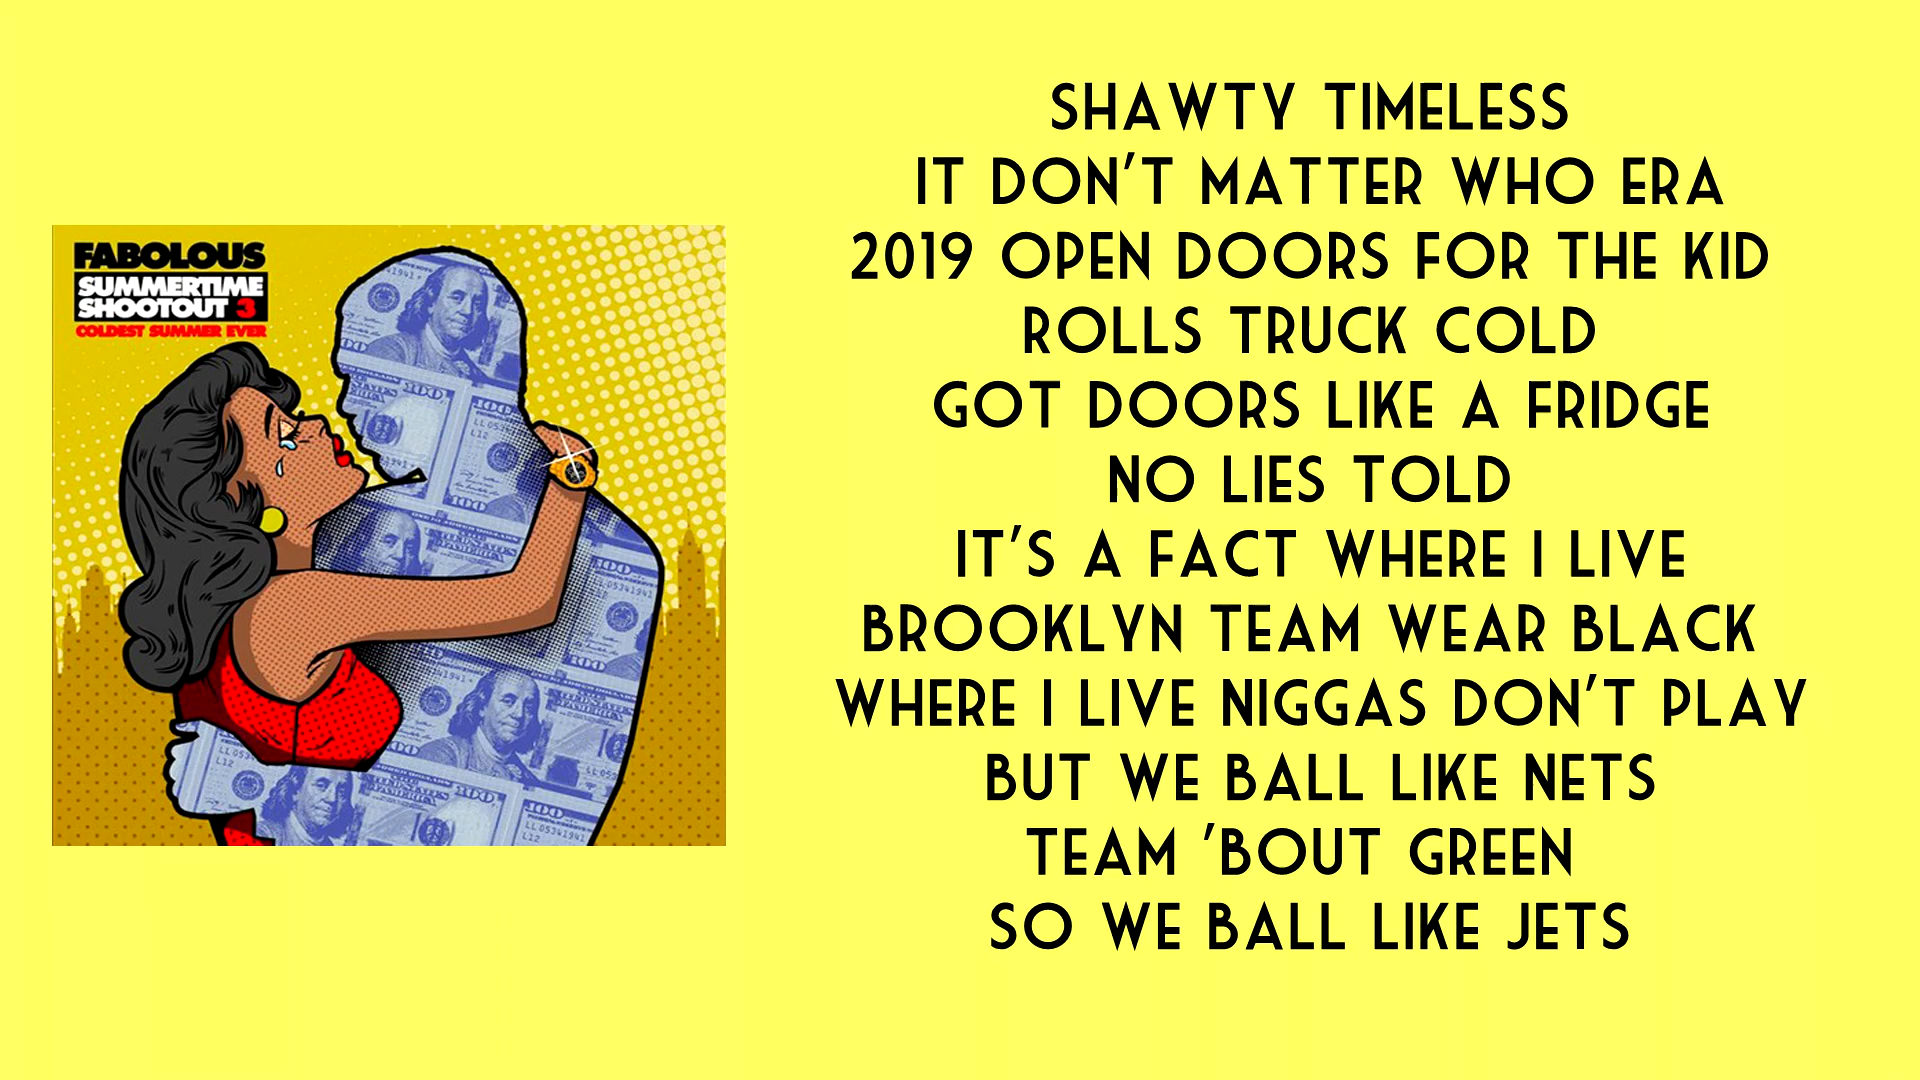 FABOLOUS
SUMMERTIME
SHOOTOUT 3
COLDEST SUMMER EVER
SHAWTY TIMELESS
IT DON'T MATTER WHO ERA
2019 OPEN DOORS FOR THE KID
ROLLS TRUCK COLD
GOT DOORS LIKE A FRIDGE
NO LIES TOLD
IT'S A FACT WHERE I LIVE
BROOKLYN TEAM WEAR BLACK
WHERE I LIVE NIGGAS DON'T PLAY
BUT WE BALL LIKE NETS
TEAM 'BOUT GREEN
SO WE BALL LIKE JETS